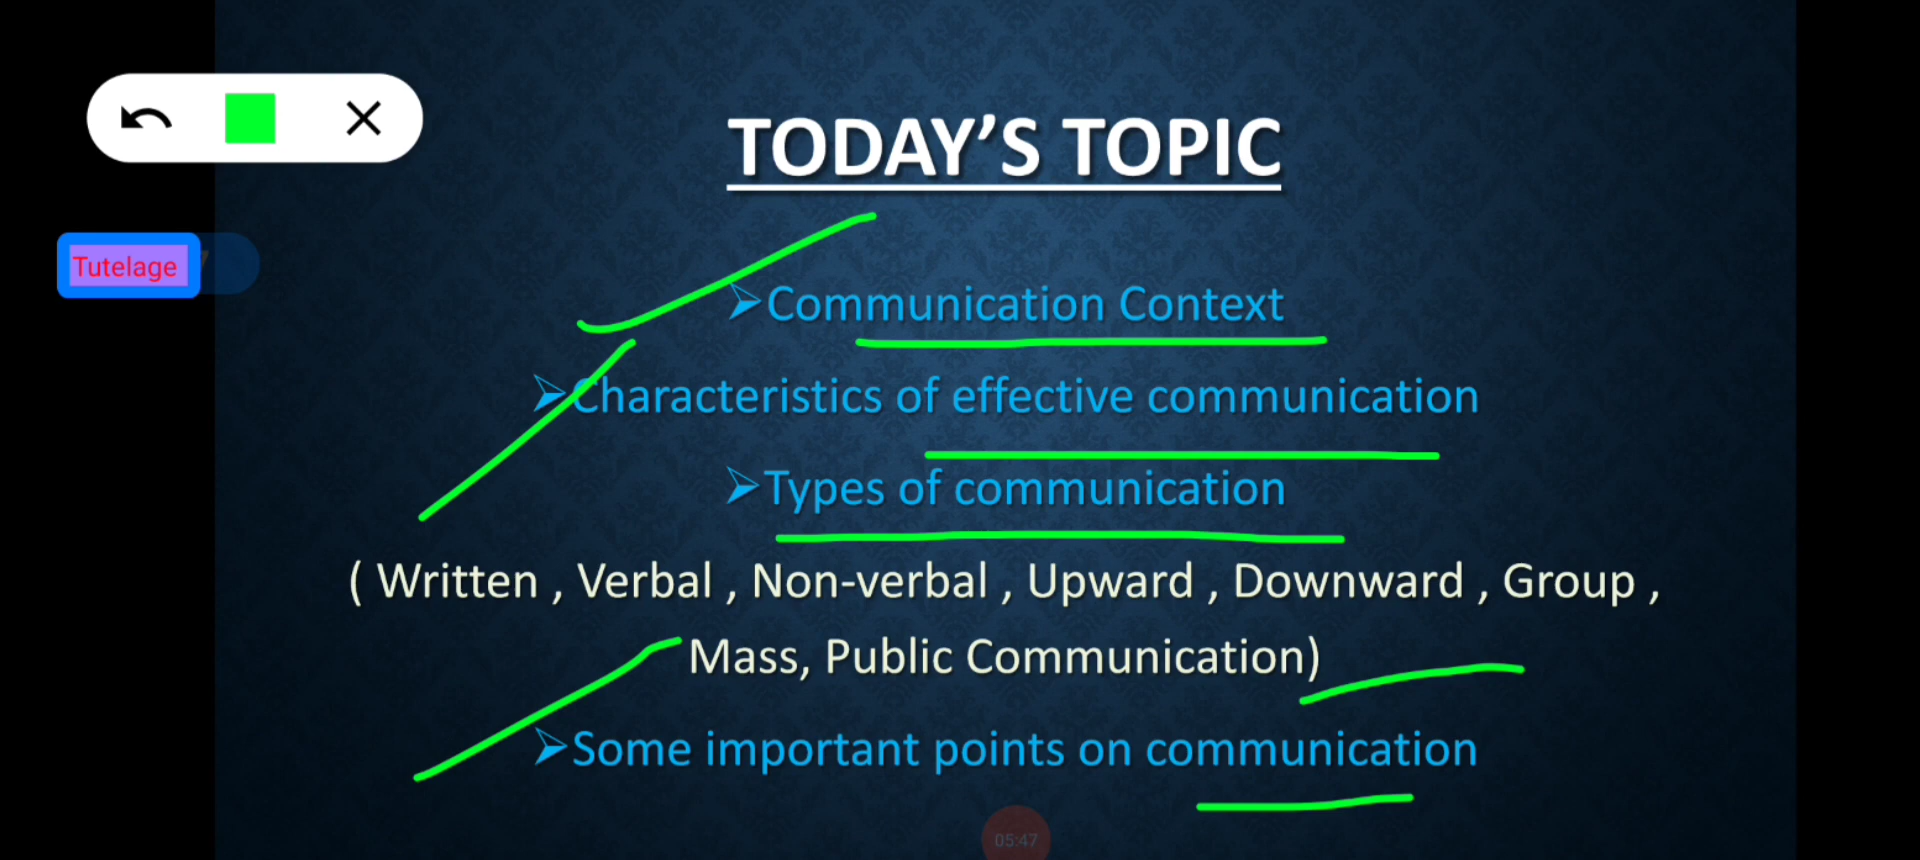 TODAY'S TOPIC
Tutelage
➢Communication Context
➢Characteristics of effective communication
➢Types of communication
( Written , Verbal , Non-verbal , Upward , Downward , Group ,
Mass, Public Communication)
➢Some important points on communication
05:47